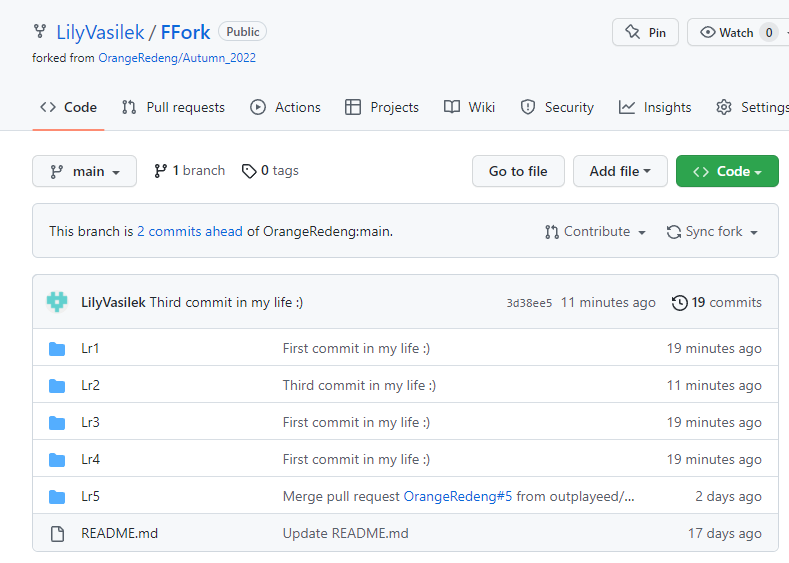 LilyVasilek / FFork Public Pin Watch 0
forked from OrangeRedeng/Autumn_2022
Code Pull requests Actions Projects Wiki Security Insights Settings
main 1 branch 0 tags Go to file Add file Code
This branch is 2 commits ahead of OrangeRedeng:main. Contribute Sync fork
LilyVasilek Third commit in my life :) 3d38ee5 11 minutes ago 19 commits
Lr1 First commit in my life :) 19 minutes ago
Lr2 Third commit in my life :) 11 minutes ago
Lr3 First commit in my life :) 19 minutes ago
Lr4 First commit in my life :) 19 minutes ago
Lr5 Merge pull request OrangeRedeng#5 from outplayeed/... 2 days ago
README.md Update README.md 17 days ago